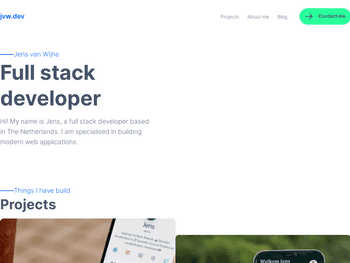 jvw.dev
Projects
About me
Blog
Contact me
Jens van Wijhe
Full stack
developer
Hi! My name is Jens, a full stack developer based
in The Netherlands. I am specialised in building
modern web applications.
Things I have build
Projects
Jens
Welkom Jens